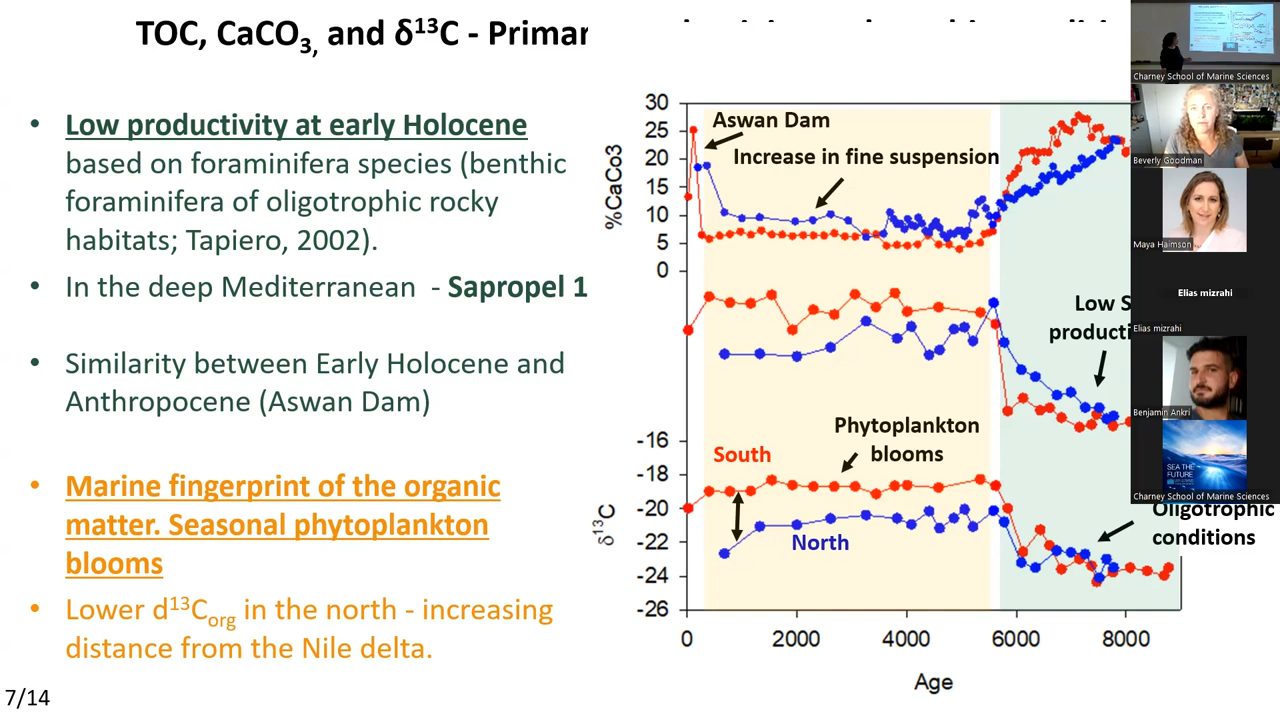 TOC, CaCO3, and δ13C - Primar
• Low productivity at early Holocene
based on foraminifera species (benthic
foraminifera of oligotrophic rocky
habitats; Tapiero, 2002).
• In the deep Mediterranean - Sapropel 1
• Similarity between Early Holocene and
Anthropocene (Aswan Dam)
• Marine fingerprint of the organic
matter. Seasonal phytoplankton
blooms
• Lower d13Corg in the north - increasing
distance from the Nile delta.
7/14
%CaCo3
30
25
20
15
10
5
0
Aswan Dam
Increase in fine suspension
Low S
producti
Phytoplankton
blooms
South
North
Oligotrophic
conditions
δ13C
-16
-18
-20
-22
-24
-26
0
2000
4000
6000
8000
Age
Charney School of Marine Sciences
Beverly Goodman
Maya Haimson
Elias mizrahi
Elias mizrahi
Benjamin Ankri
SEA THE
FUTURE
Charney School of Marine Sciences